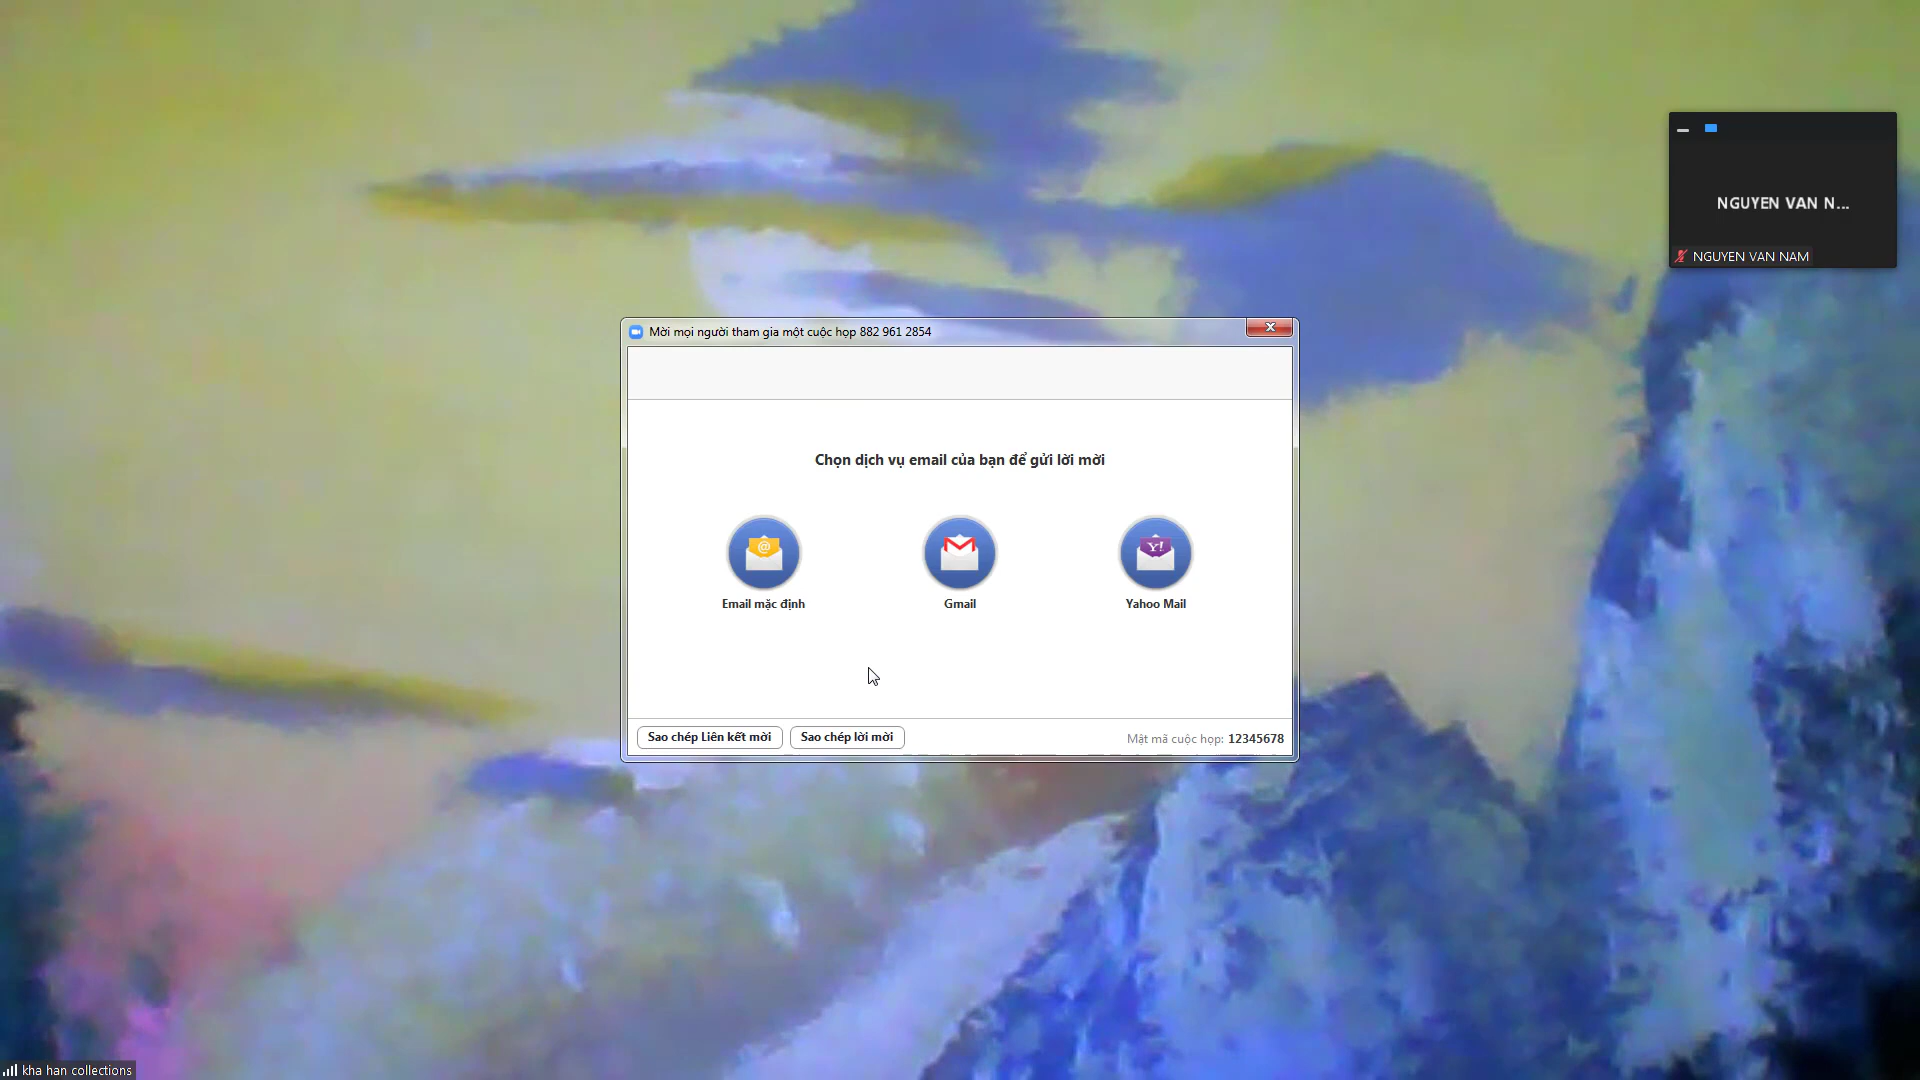 NGUYEN VAN N...
NGUYEN VAN NAM
Mời mọi người tham gia một cuộc họp 882 961 2854
Chọn dịch vụ email của bạn để gửi lời mời
@
Y!
Email mặc định
Gmail
Yahoo Mail
Sao chép Liên kết mời
Sao chép lời mời
Mật mã cuộc họp: 12345678
kha han collections